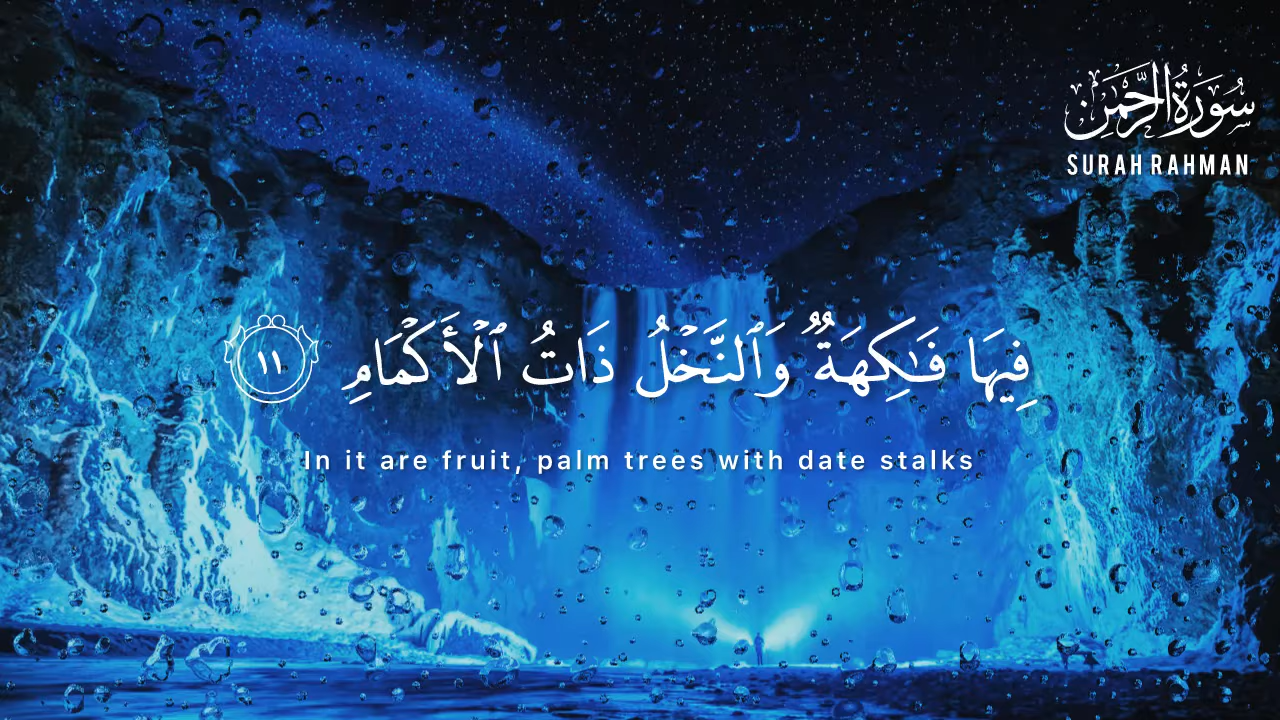 سُورَةُ الرَّحْمَٰن
SURAH RAHMAN
فِيهَا فَـٰكِهَةٌ وَٱلنَّخْلُ ذَاتُ ٱلْأَكْمَامِ ١١
In it are fruit, palm trees with date stalks